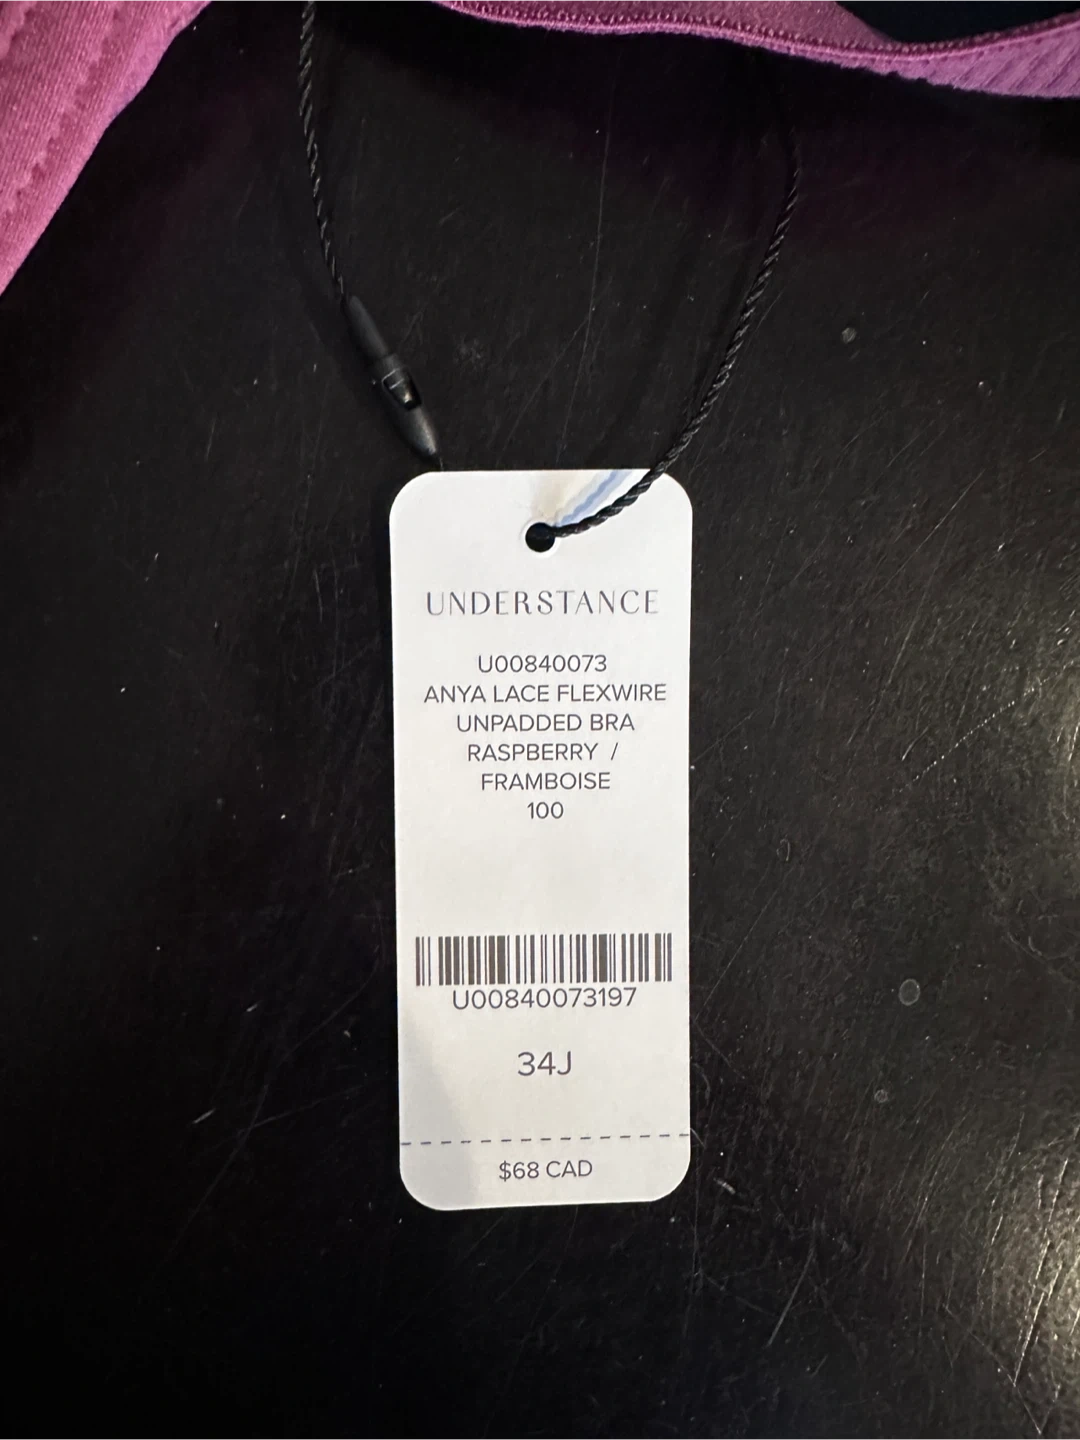 UNDERSTANCE
U00840073
ANYA LACE FLEXWIRE
UNPADDED BRA
RASPBERRY /
FRAMBOISE
100
U00840073197
34J
$68 CAD